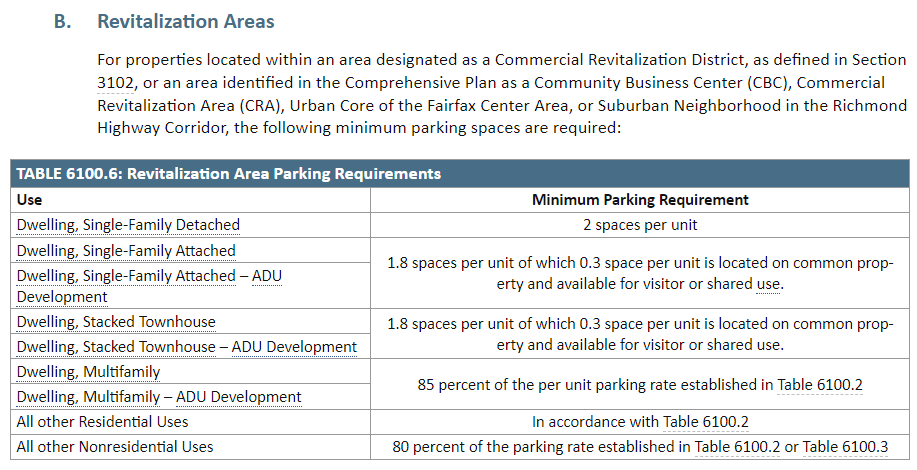 B. Revitalization Areas
For properties located within an area designated as a Commercial Revitalization District, as defined in Section
3102, or an area identified in the Comprehensive Plan as a Community Business Center (CBC), Commercial
Revitalization Area (CRA), Urban Core of the Fairfax Center Area, or Suburban Neighborhood in the Richmond
Highway Corridor, the following minimum parking spaces are required:
TABLE 6100.6: Revitalization Area Parking Requirements
Use Minimum Parking Requirement
Dwelling, Single-Family Detached 2 spaces per unit
Dwelling, Single-Family Attached
Dwelling, Single-Family Attached – ADU
Development
1.8 spaces per unit of which 0.3 space per unit is located on common prop-
erty and available for visitor or shared use.
Dwelling, Stacked Townhouse
Dwelling, Stacked Townhouse – ADU Development
1.8 spaces per unit of which 0.3 space per unit is located on common prop-
erty and available for visitor or shared use.
Dwelling, Multifamily
Dwelling, Multifamily – ADU Development
85 percent of the per unit parking rate established in Table 6100.2
All other Residential Uses In accordance with Table 6100.2
All other Nonresidential Uses 80 percent of the parking rate established in Table 6100.2 or Table 6100.3